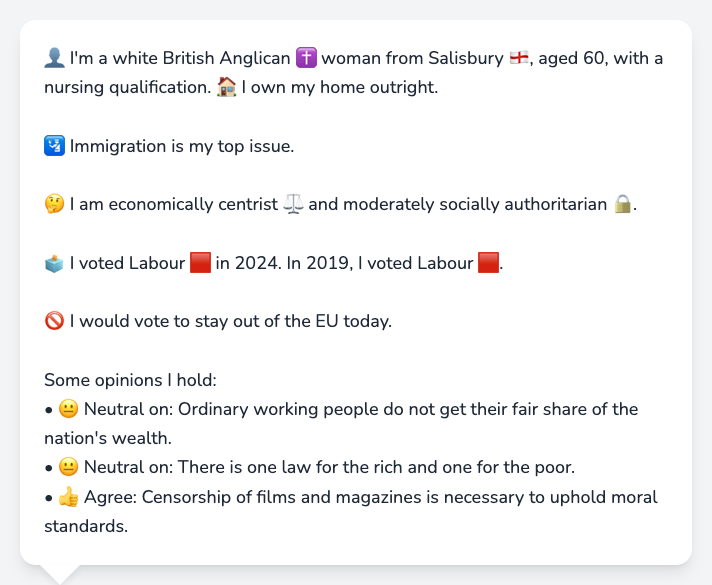 👤 I'm a white British Anglican ✝️ woman from Salisbury 🏴󠁧󠁢󠁥󠁮󠁧󠁿, aged 60, with a
nursing qualification. 🏠 I own my home outright.
🛂 Immigration is my top issue.
🤔 I am economically centrist ⚖️ and moderately socially authoritarian 🔒.
🗳️ I voted Labour 🟥 in 2024. In 2019, I voted Labour 🟥.
🚫 I would vote to stay out of the EU today.
Some opinions I hold:
• 😐 Neutral on: Ordinary working people do not get their fair share of the
nation's wealth.
• 😐 Neutral on: There is one law for the rich and one for the poor.
• 👍 Agree: Censorship of films and magazines is necessary to uphold moral
standards.